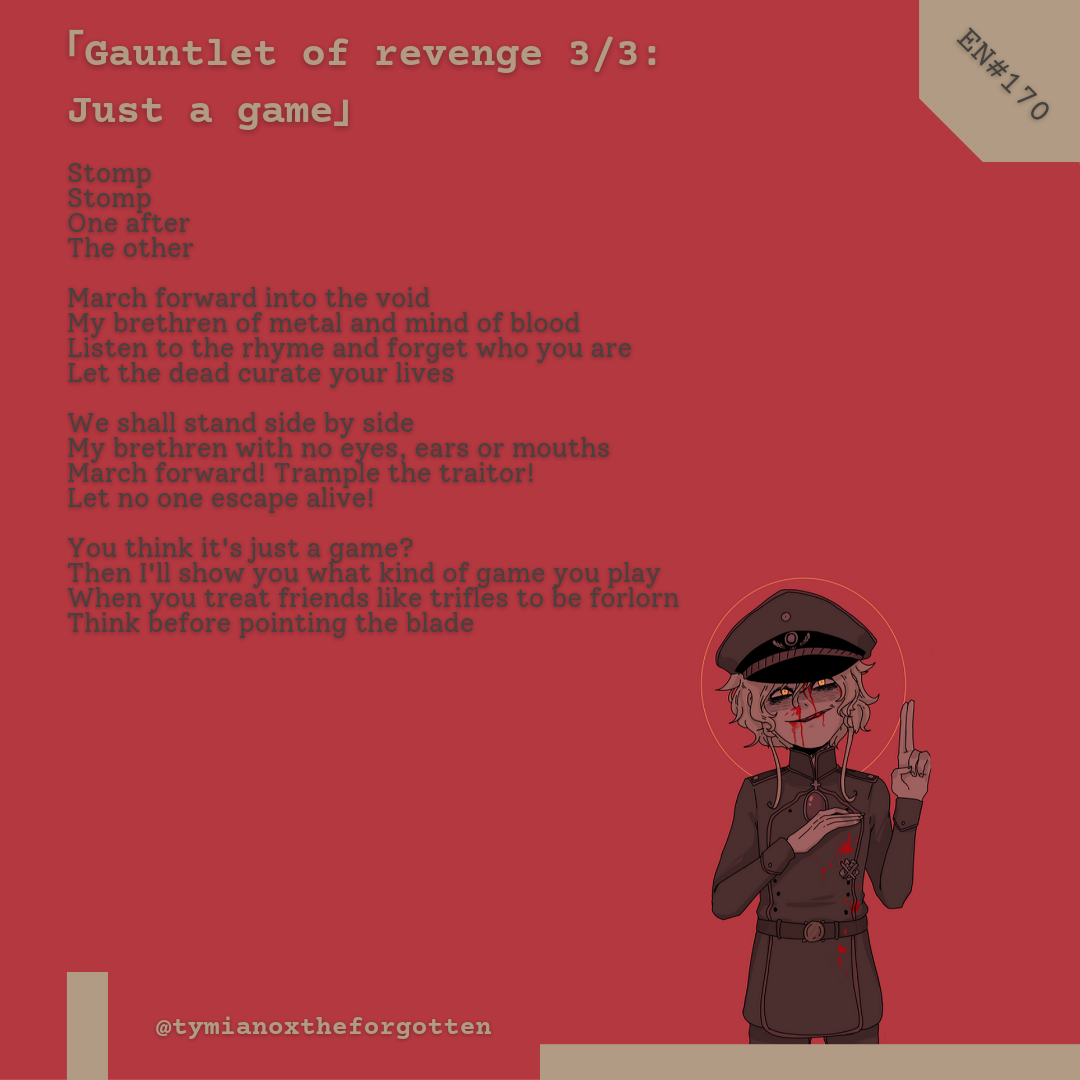 「Gauntlet of revenge 3/3:
Just a game」
EN#170
Stomp
Stomp
One after
The other
March forward into the void
My brethren of metal and mind of blood
Listen to the rhyme and forget who you are
Let the dead curate your lives
We shall stand side by side
My brethren with no eyes, ears or mouths
March forward! Trample the traitor!
Let no one escape alive!
You think it's just a game?
Then I'll show you what kind of game you play
When you treat friends like trifles to be forlorn
Think before pointing the blade
@tymianoxtheforgotten